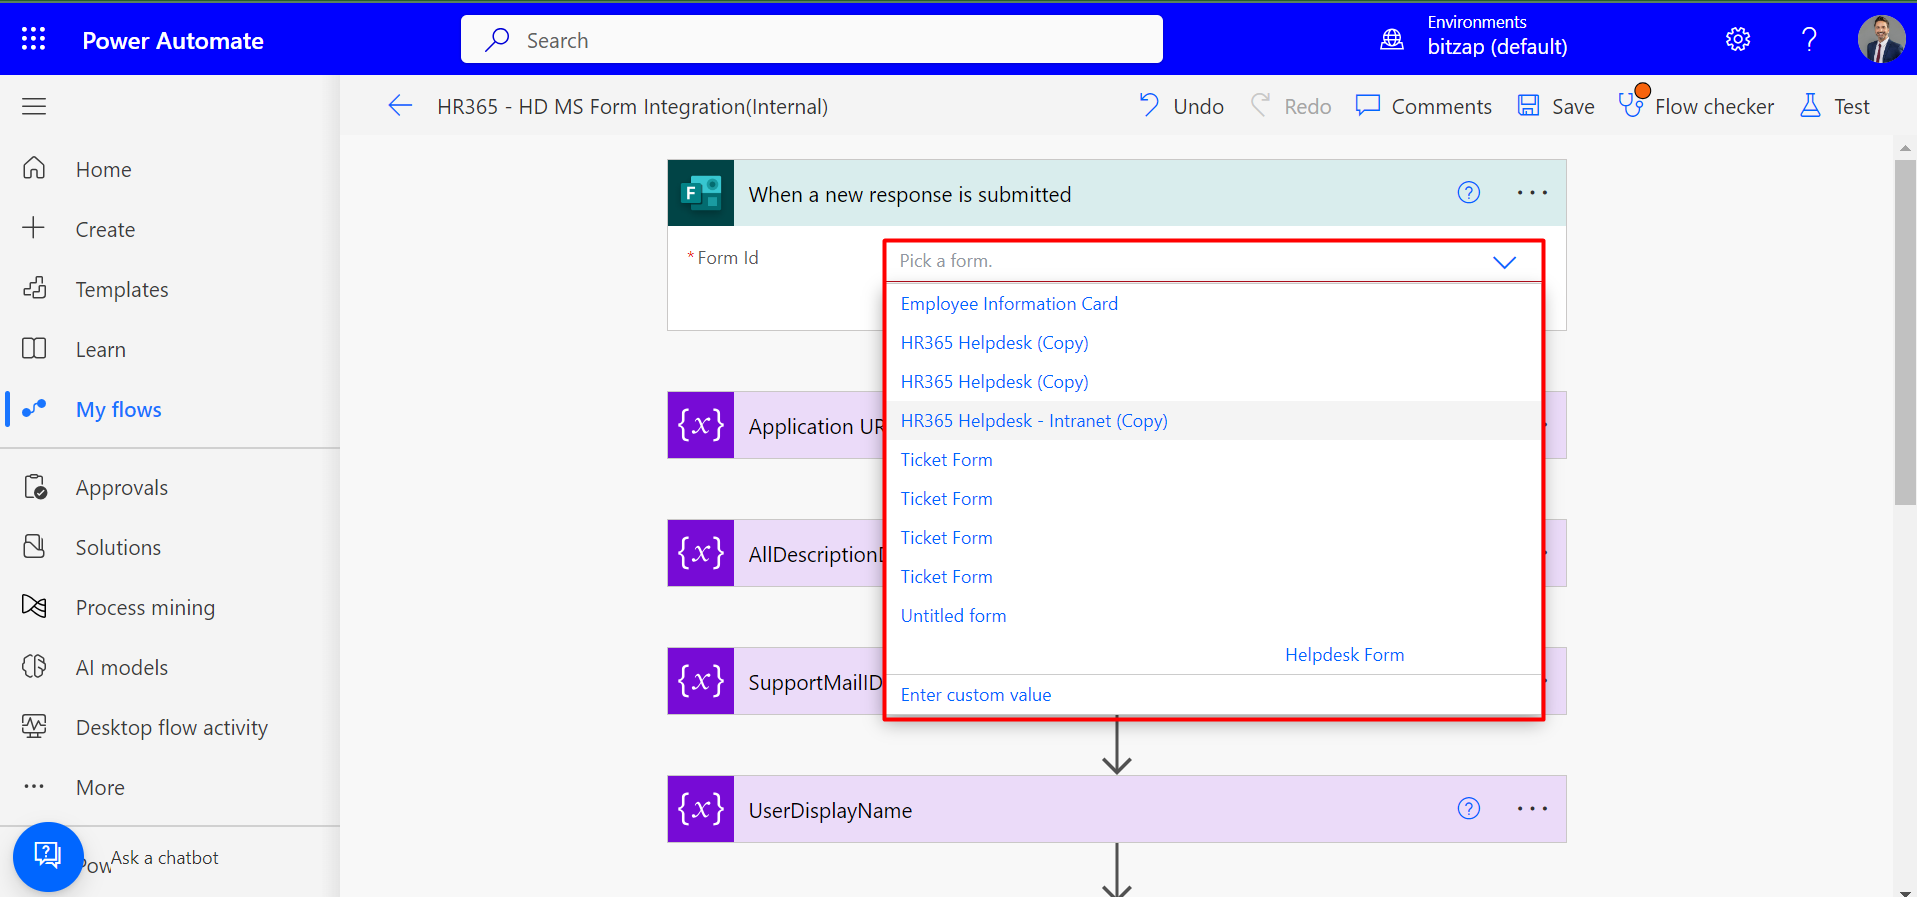 Power Automate
Search
Environments
bitzap (default)
HR365 - HD MS Form Integration(Internal)
Undo
Redo
Comments
Save
Flow checker
Test
Home
Create
Templates
Learn
My flows
Approvals
Solutions
Process mining
AI models
Desktop flow activity
More
Pow
Ask a chatbot
F
When a new response is submitted
* Form Id
Pick a form.
Employee Information Card
HR365 Helpdesk (Copy)
HR365 Helpdesk (Copy)
HR365 Helpdesk - Intranet (Copy)
Ticket Form
Ticket Form
Ticket Form
Ticket Form
Untitled form
Helpdesk Form
Enter custom value
{x} Application UR
{x} AllDescription
{x} SupportMailID
{x} UserDisplayName